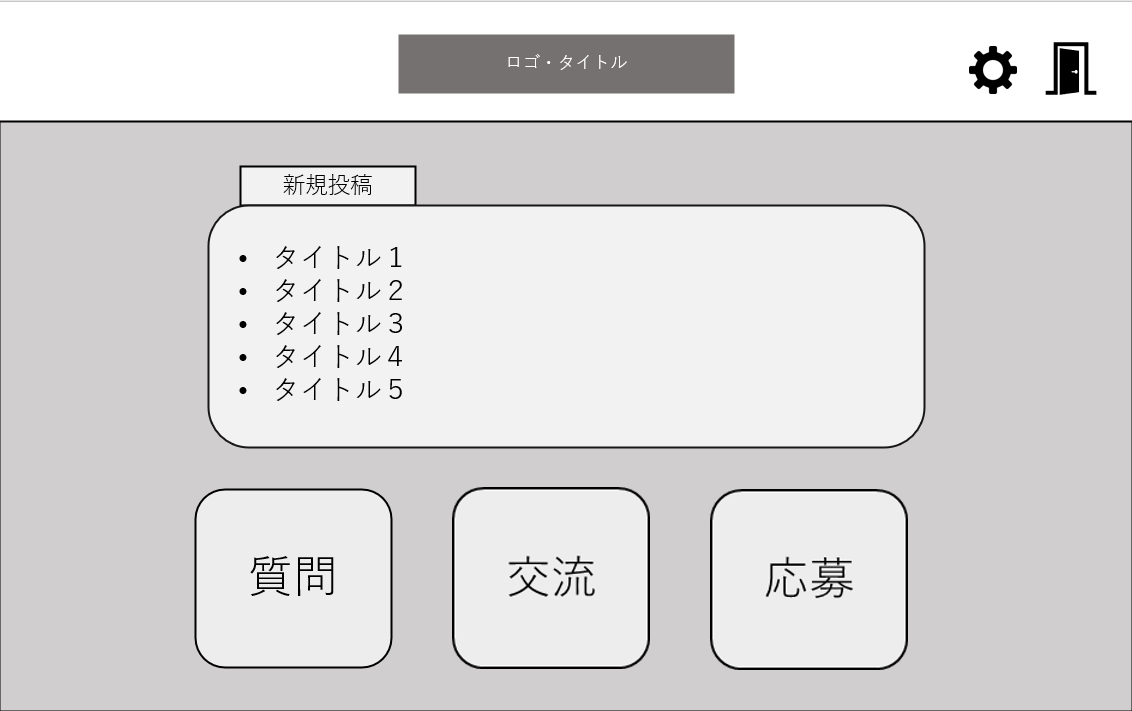 ロゴ・タイトル
新規投稿
• タイトル1
• タイトル2
• タイトル3
• タイトル4
• タイトル5
質問
交流
応募